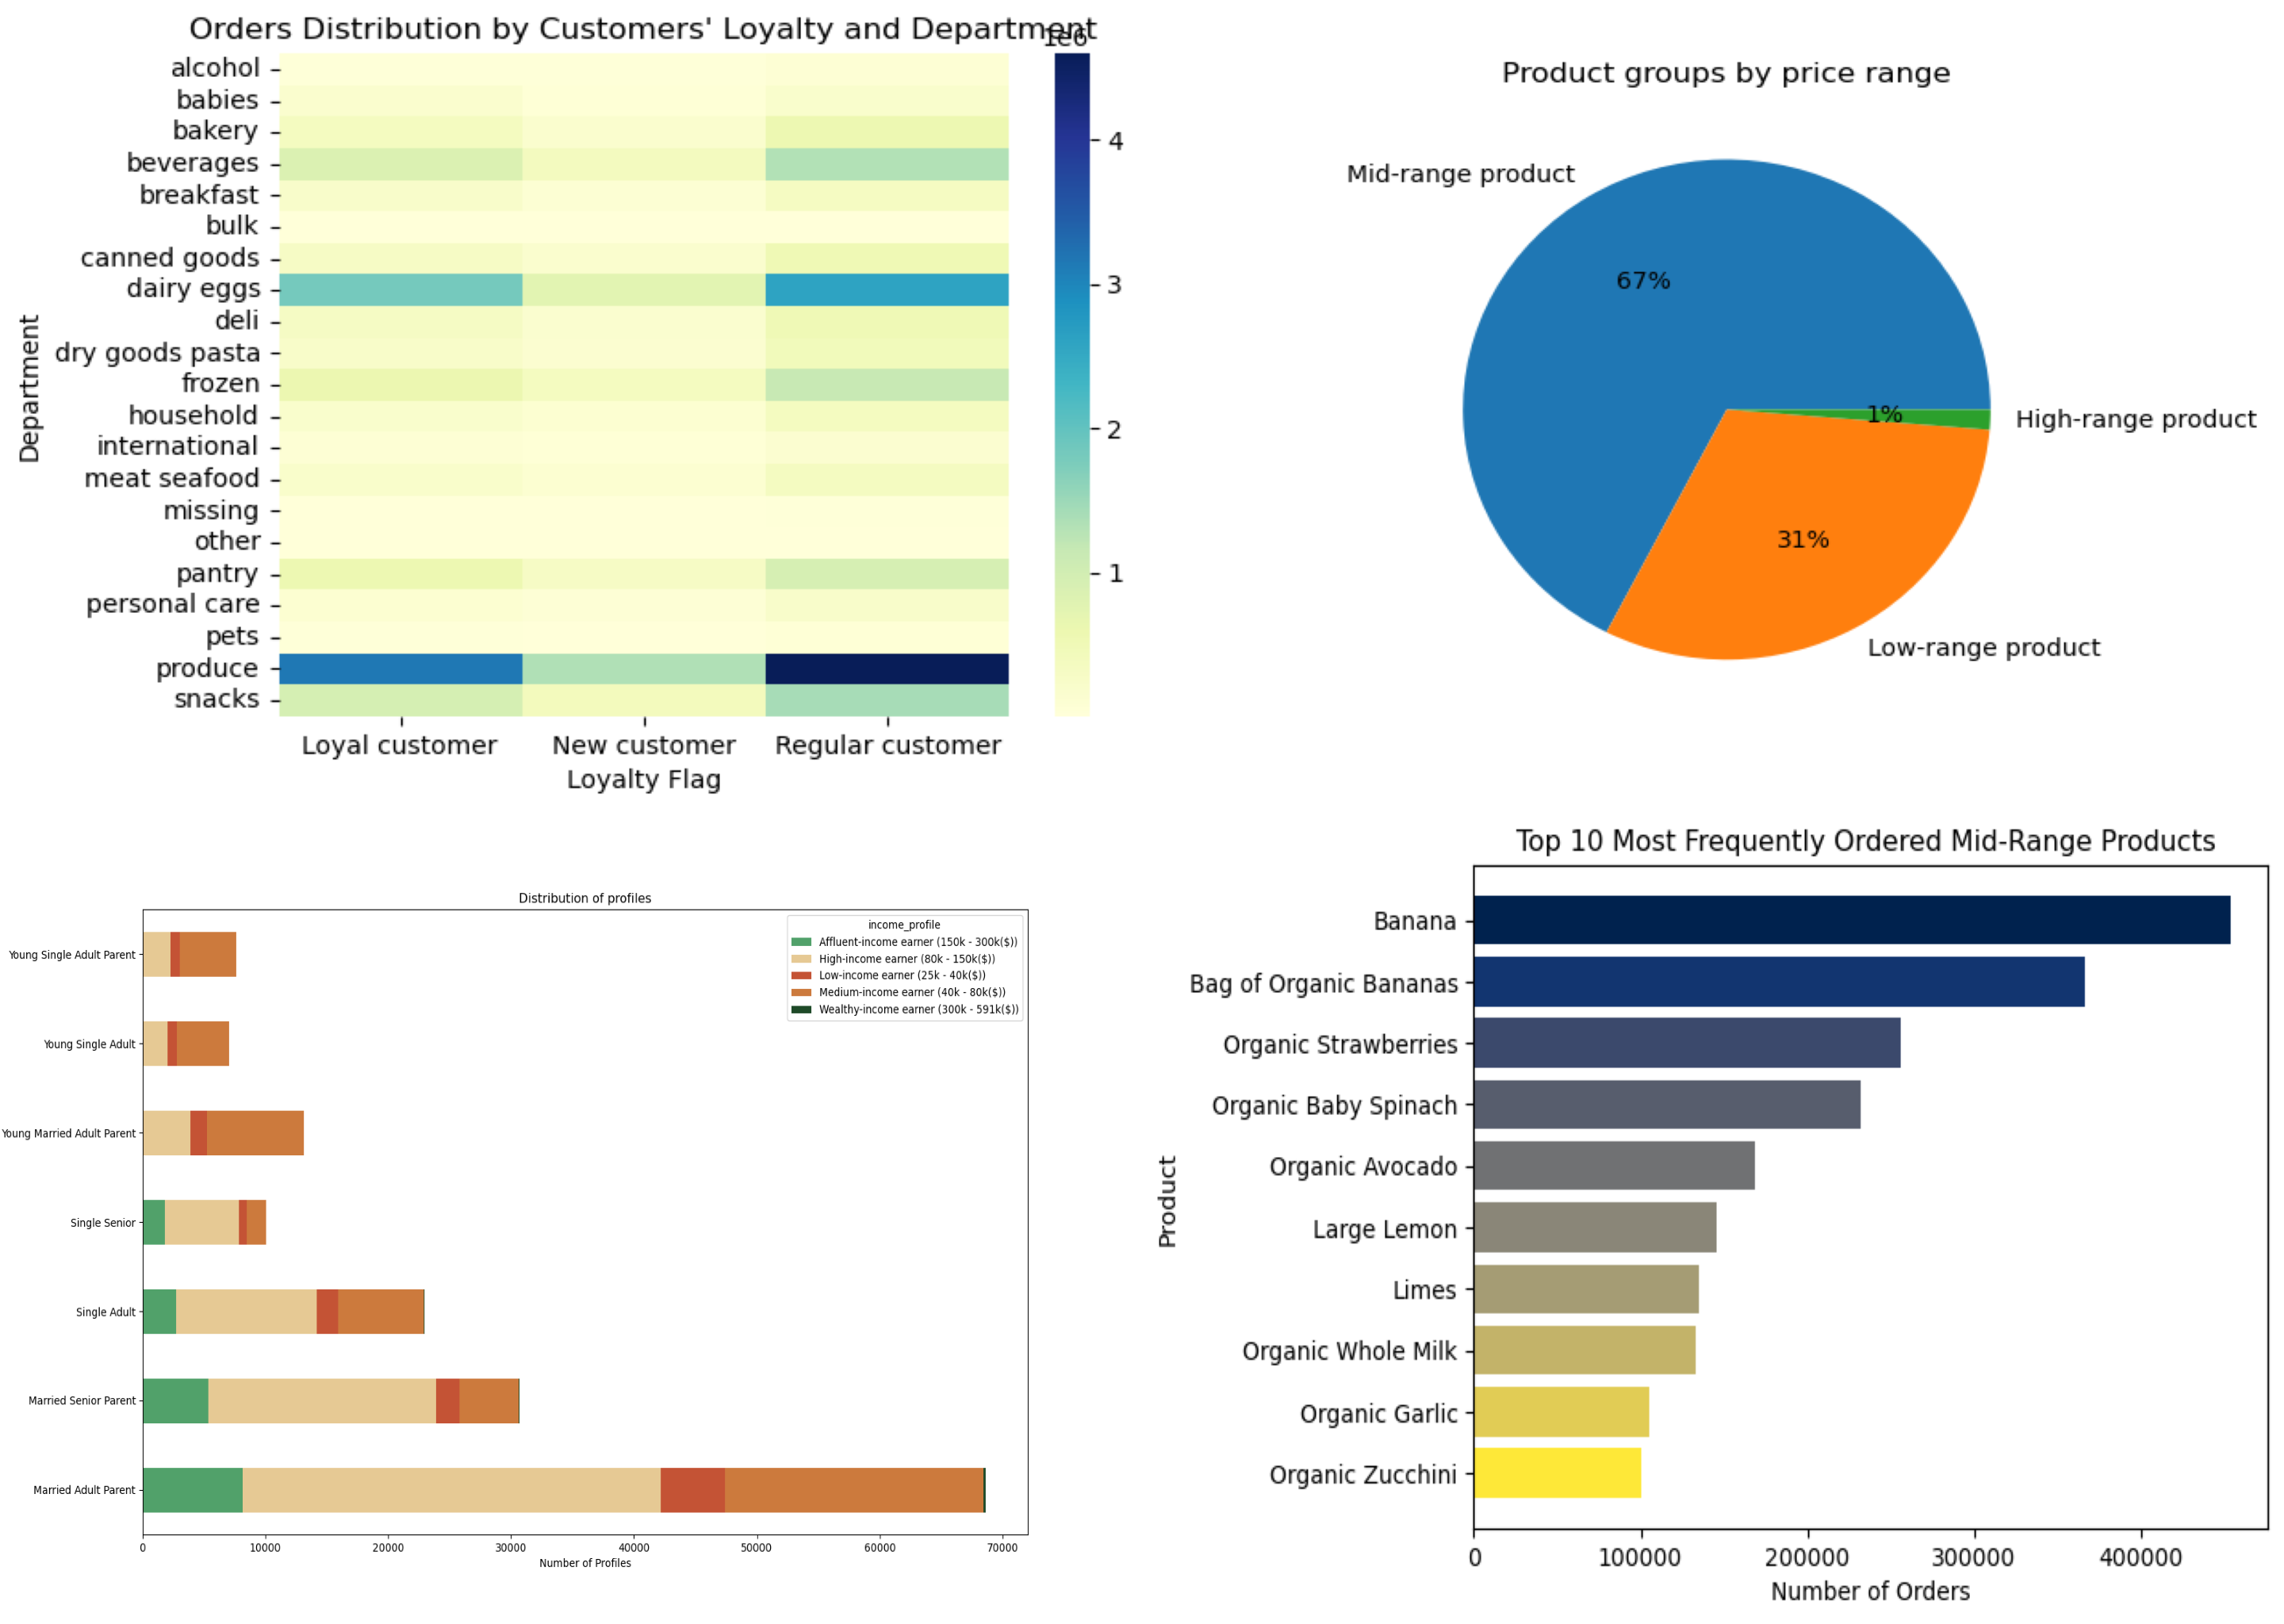 Orders Distribution by Customers' Loyalty and Department
1e6
Department
alcohol
babies
bakery
beverages
breakfast
bulk
canned goods
dairy eggs
deli
dry goods pasta
frozen
household
international
meat seafood
missing
other
pantry
personal care
pets
produce
snacks
Loyal customer
New customer
Regular customer
Loyalty Flag
4
3
2
1
Product groups by price range
Mid-range product
67%
1%
High-range product
31%
Low-range product
Distribution of profiles
income_profile
Affluent-income earner (150k - 300k($))
High-income earner (80k - 150k($))
Low-income earner (25k - 40k($))
Medium-income earner (40k - 80k($))
Wealthy-income earner (300k - 591k($))
Young Single Adult Parent
Young Single Adult
Young Married Adult Parent
Single Senior
Single Adult
Married Senior Parent
Married Adult Parent
0 10000 20000 30000 40000 50000 60000 70000
Number of Profiles
Top 10 Most Frequently Ordered Mid-Range Products
Product
Banana
Bag of Organic Bananas
Organic Strawberries
Organic Baby Spinach
Organic Avocado
Large Lemon
Limes
Organic Whole Milk
Organic Garlic
Organic Zucchini
0 100000 200000 300000 400000
Number of Orders